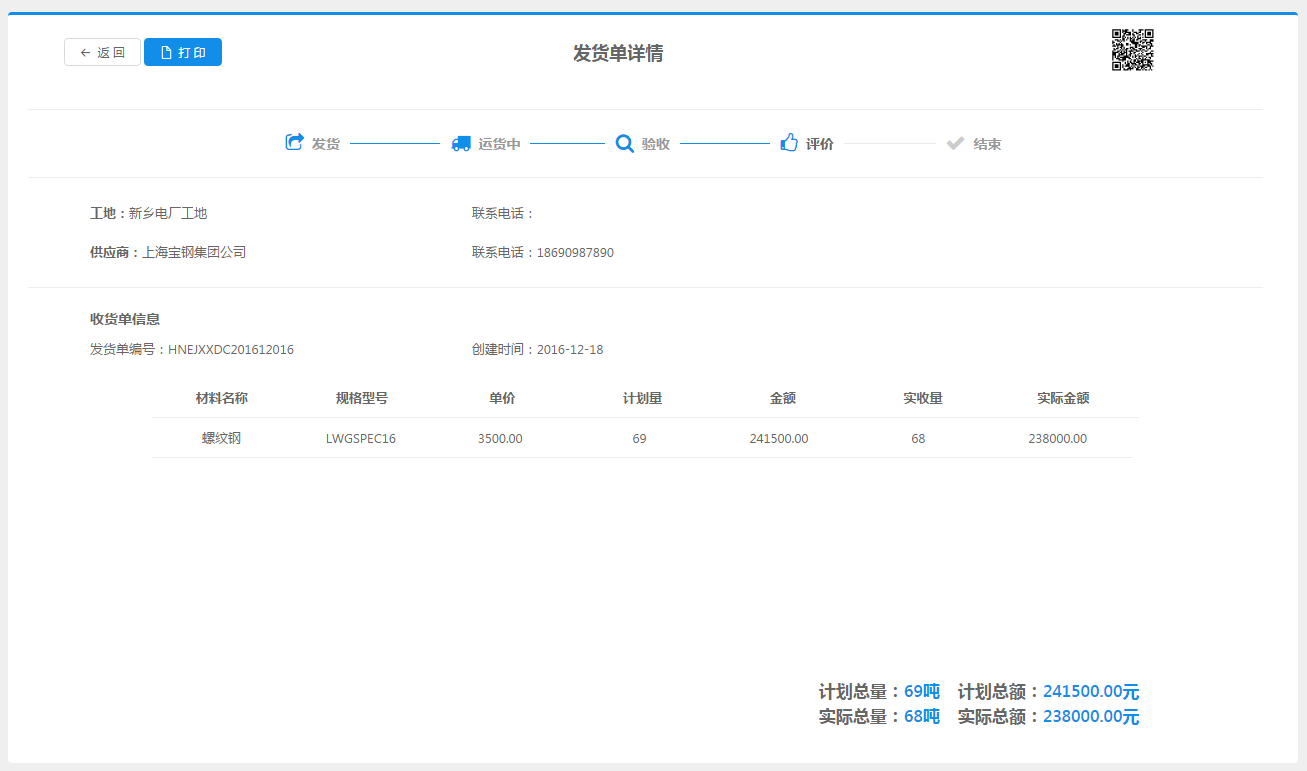 返回 打印 发货单详情
发货 运货中 验收 评价 结束
工地：新乡电厂工地 联系电话：
供应商：上海宝钢集团公司 联系电话：18690987890
收货单信息
发货单编号：HNEJXXDC201612016 创建时间：2016-12-18
材料名称 规格型号 单价 计划量 金额 实收量 实际金额
螺纹钢 LWGSPEC16 3500.00 69 241500.00 68 238000.00
计划总量：69吨 计划总额：241500.00元
实际总量：68吨 实际总额：238000.00元